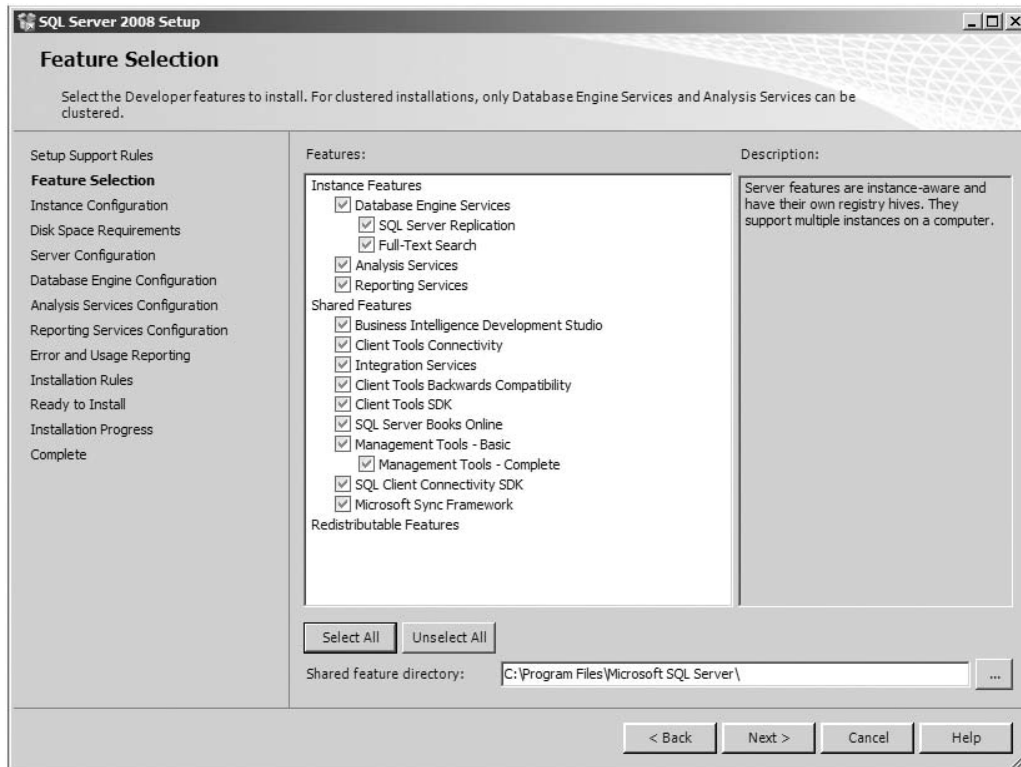 SQL Server 2008 Setup
Feature Selection
Select the Developer features to install. For clustered installations, only Database Engine Services and Analysis Services can be
clustered.
Setup Support Rules
Feature Selection
Instance Configuration
Disk Space Requirements
Server Configuration
Database Engine Configuration
Analysis Services Configuration
Reporting Services Configuration
Error and Usage Reporting
Installation Rules
Ready to Install
Installation Progress
Complete
Features:
Instance Features
Database Engine Services
SQL Server Replication
Full-Text Search
Analysis Services
Reporting Services
Shared Features
Business Intelligence Development Studio
Client Tools Connectivity
Integration Services
Client Tools Backwards Compatibility
Client Tools SDK
SQL Server Books Online
Management Tools - Basic
Management Tools - Complete
SQL Client Connectivity SDK
Microsoft Sync Framework
Redistributable Features
Description:
Server features are instance-aware and
have their own registry hives. They
support multiple instances on a computer.
Select All
Unselect All
Shared feature directory:
C:\Program Files\Microsoft SQL Server\
...
< Back
Next >
Cancel
Help